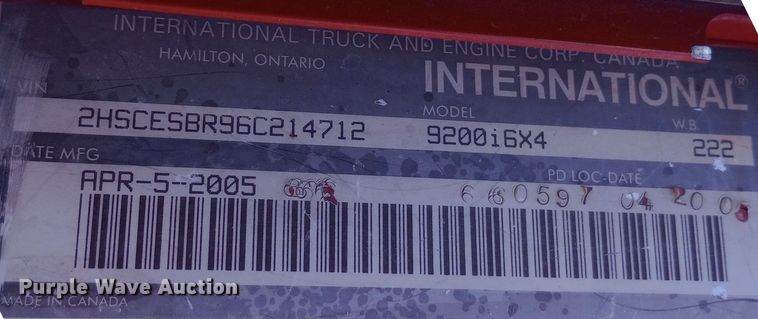 INTERNATIONAL TRUCK AND ENGINE CORP. CANADA
HAMILTON, ONTARIO
INTERNATIONAL®
VIN
MODEL
W.B.
2HSCESBR96C214712
9200i6X4
222
DATE MFG
PD LOC-DATE
APR-5-2005
660597 04 2005
Purple Wave Auction
MADE IN CANADA